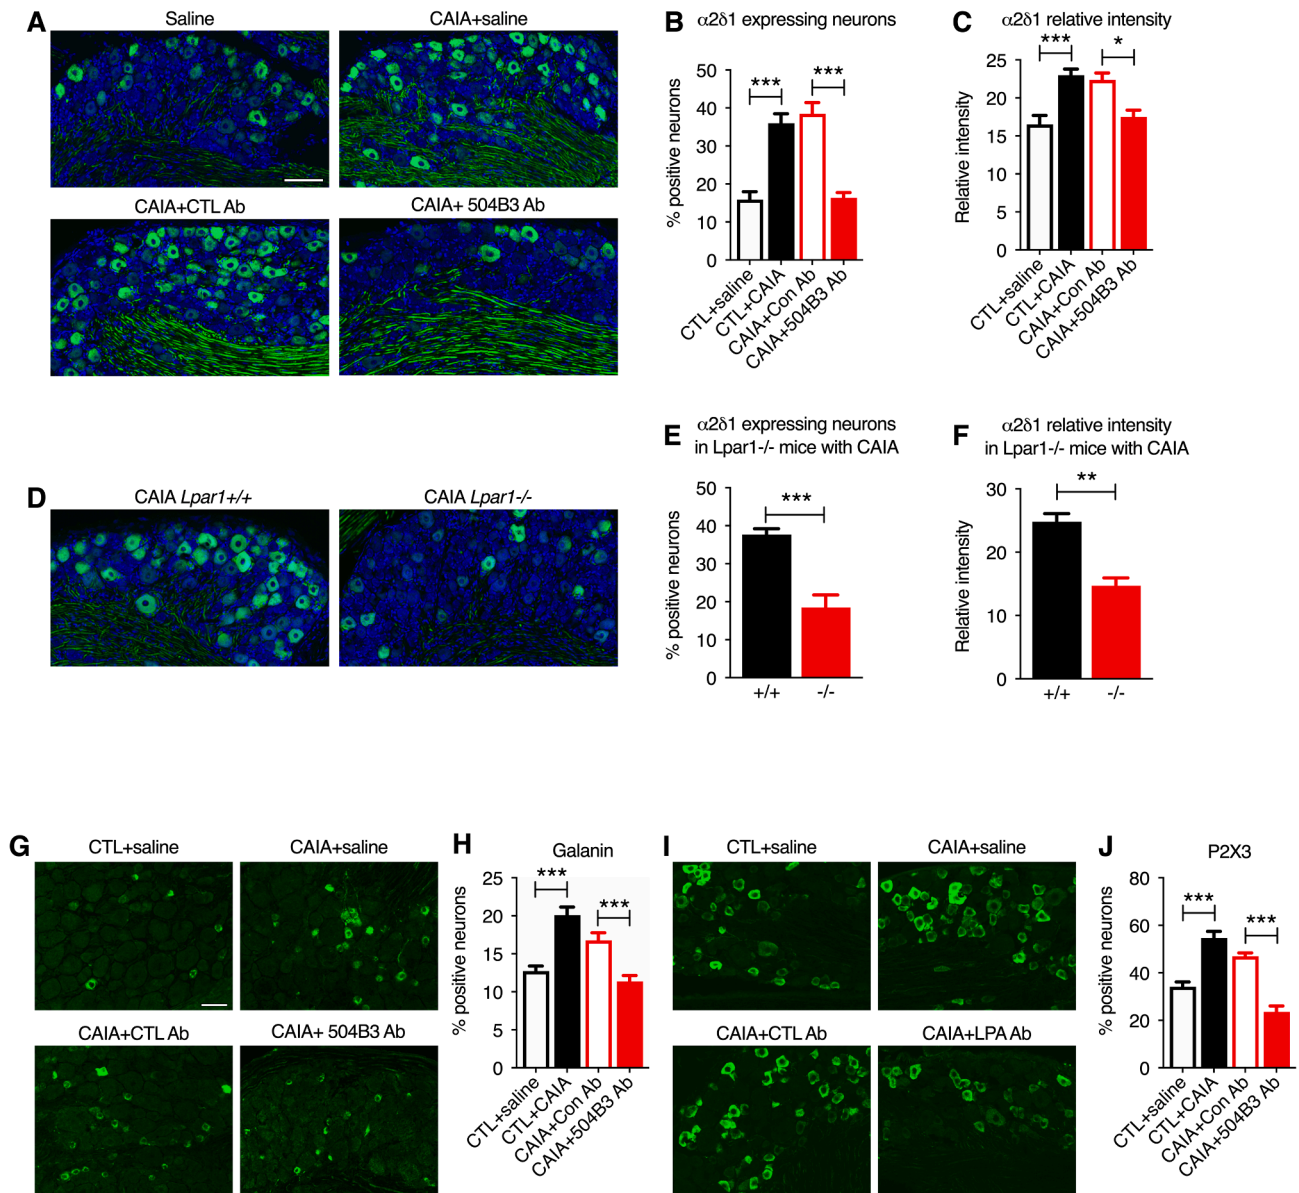 A
Saline
CAIA+saline
CAIA+CTL Ab
CAIA+ 504B3 Ab
B
α2δ1 expressing neurons
% positive neurons
50
40
30
20
10
0
***
***
CTL+saline
CTL+CAIA
CAIA+Con Ab
CAIA+504B3 Ab
C
α2δ1 relative intensity
Relative intensity
25
20
15
10
5
0
***
*
CTL+saline
CTL+CAIA
CAIA+Con Ab
CAIA+504B3 Ab
D
CAIA Lpar1+/+
CAIA Lpar1-/-
E
α2δ1 expressing neurons
in Lpar1-/- mice with CAIA
% positive neurons
50
40
30
20
10
0
***
+/+
-/-
F
α2δ1 relative intensity
in Lpar1-/- mice with CAIA
Relative intensity
30
20
10
0
**
+/+
-/-
G
CTL+saline
CAIA+saline
CAIA+CTL Ab
CAIA+ 504B3 Ab
H
Galanin
% positive neurons
25
20
15
10
5
0
***
***
CTL+saline
CTL+CAIA
CAIA+Con Ab
CAIA+504B3 Ab
I
CTL+saline
CAIA+saline
CAIA+CTL Ab
CAIA+LPA Ab
J
P2X3
% positive neurons
80
60
40
20
0
***
***
CTL+saline
CTL+CAIA
CAIA+Con Ab
CAIA+504B3 Ab